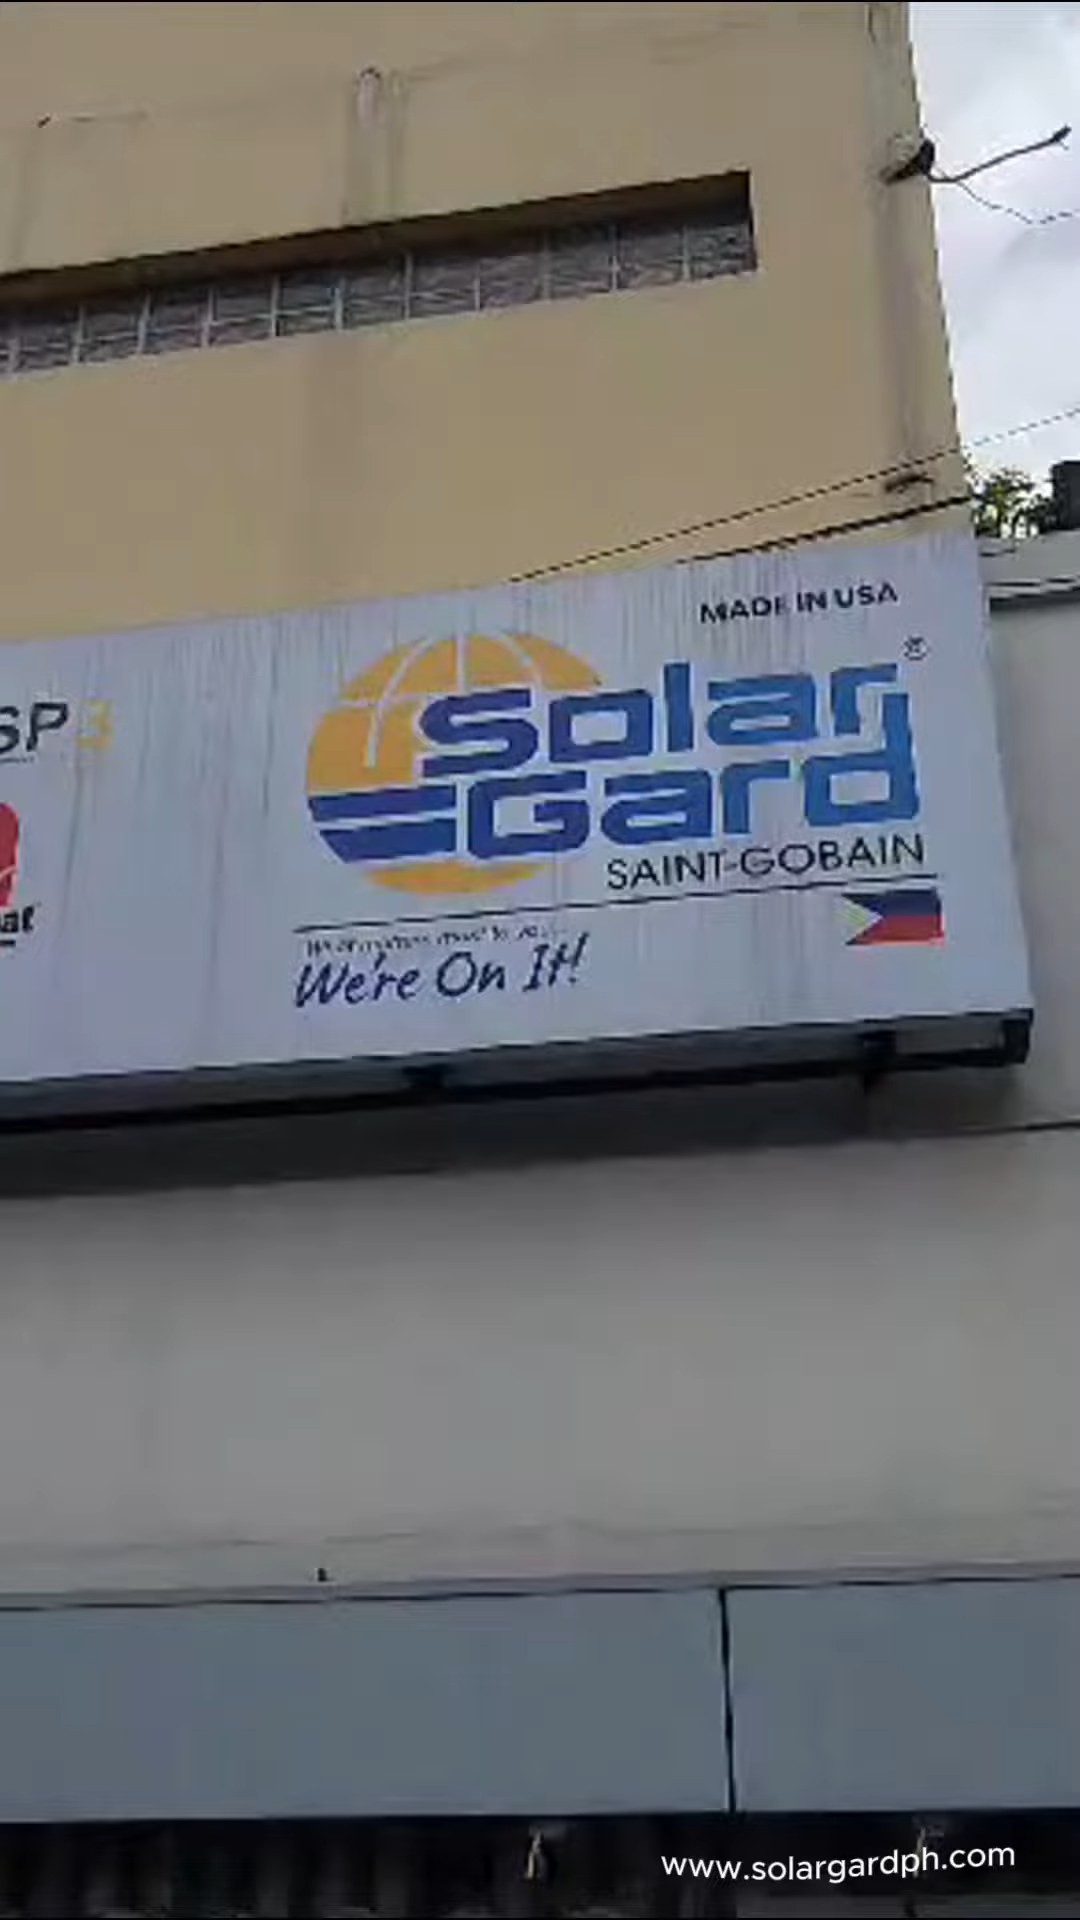 MADE IN USA
SP3
Solar
Gard
®
SAINT-GOBAIN
We're On It!
www.solargardph.com